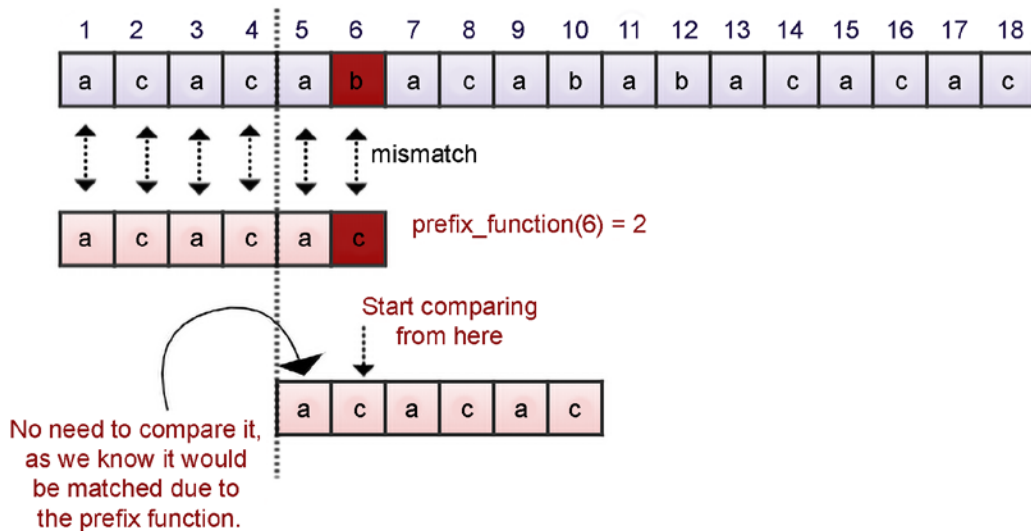 1 2 3 4 5 6 7 8 9 10 11 12 13 14 15 16 17 18
a c a c a b a c a b a b a c a c a c
mismatch
a c a c a c
prefix_function(6) = 2
Start comparing
from here
a c a c a c
No need to compare it,
as we know it would
be matched due to
the prefix function.